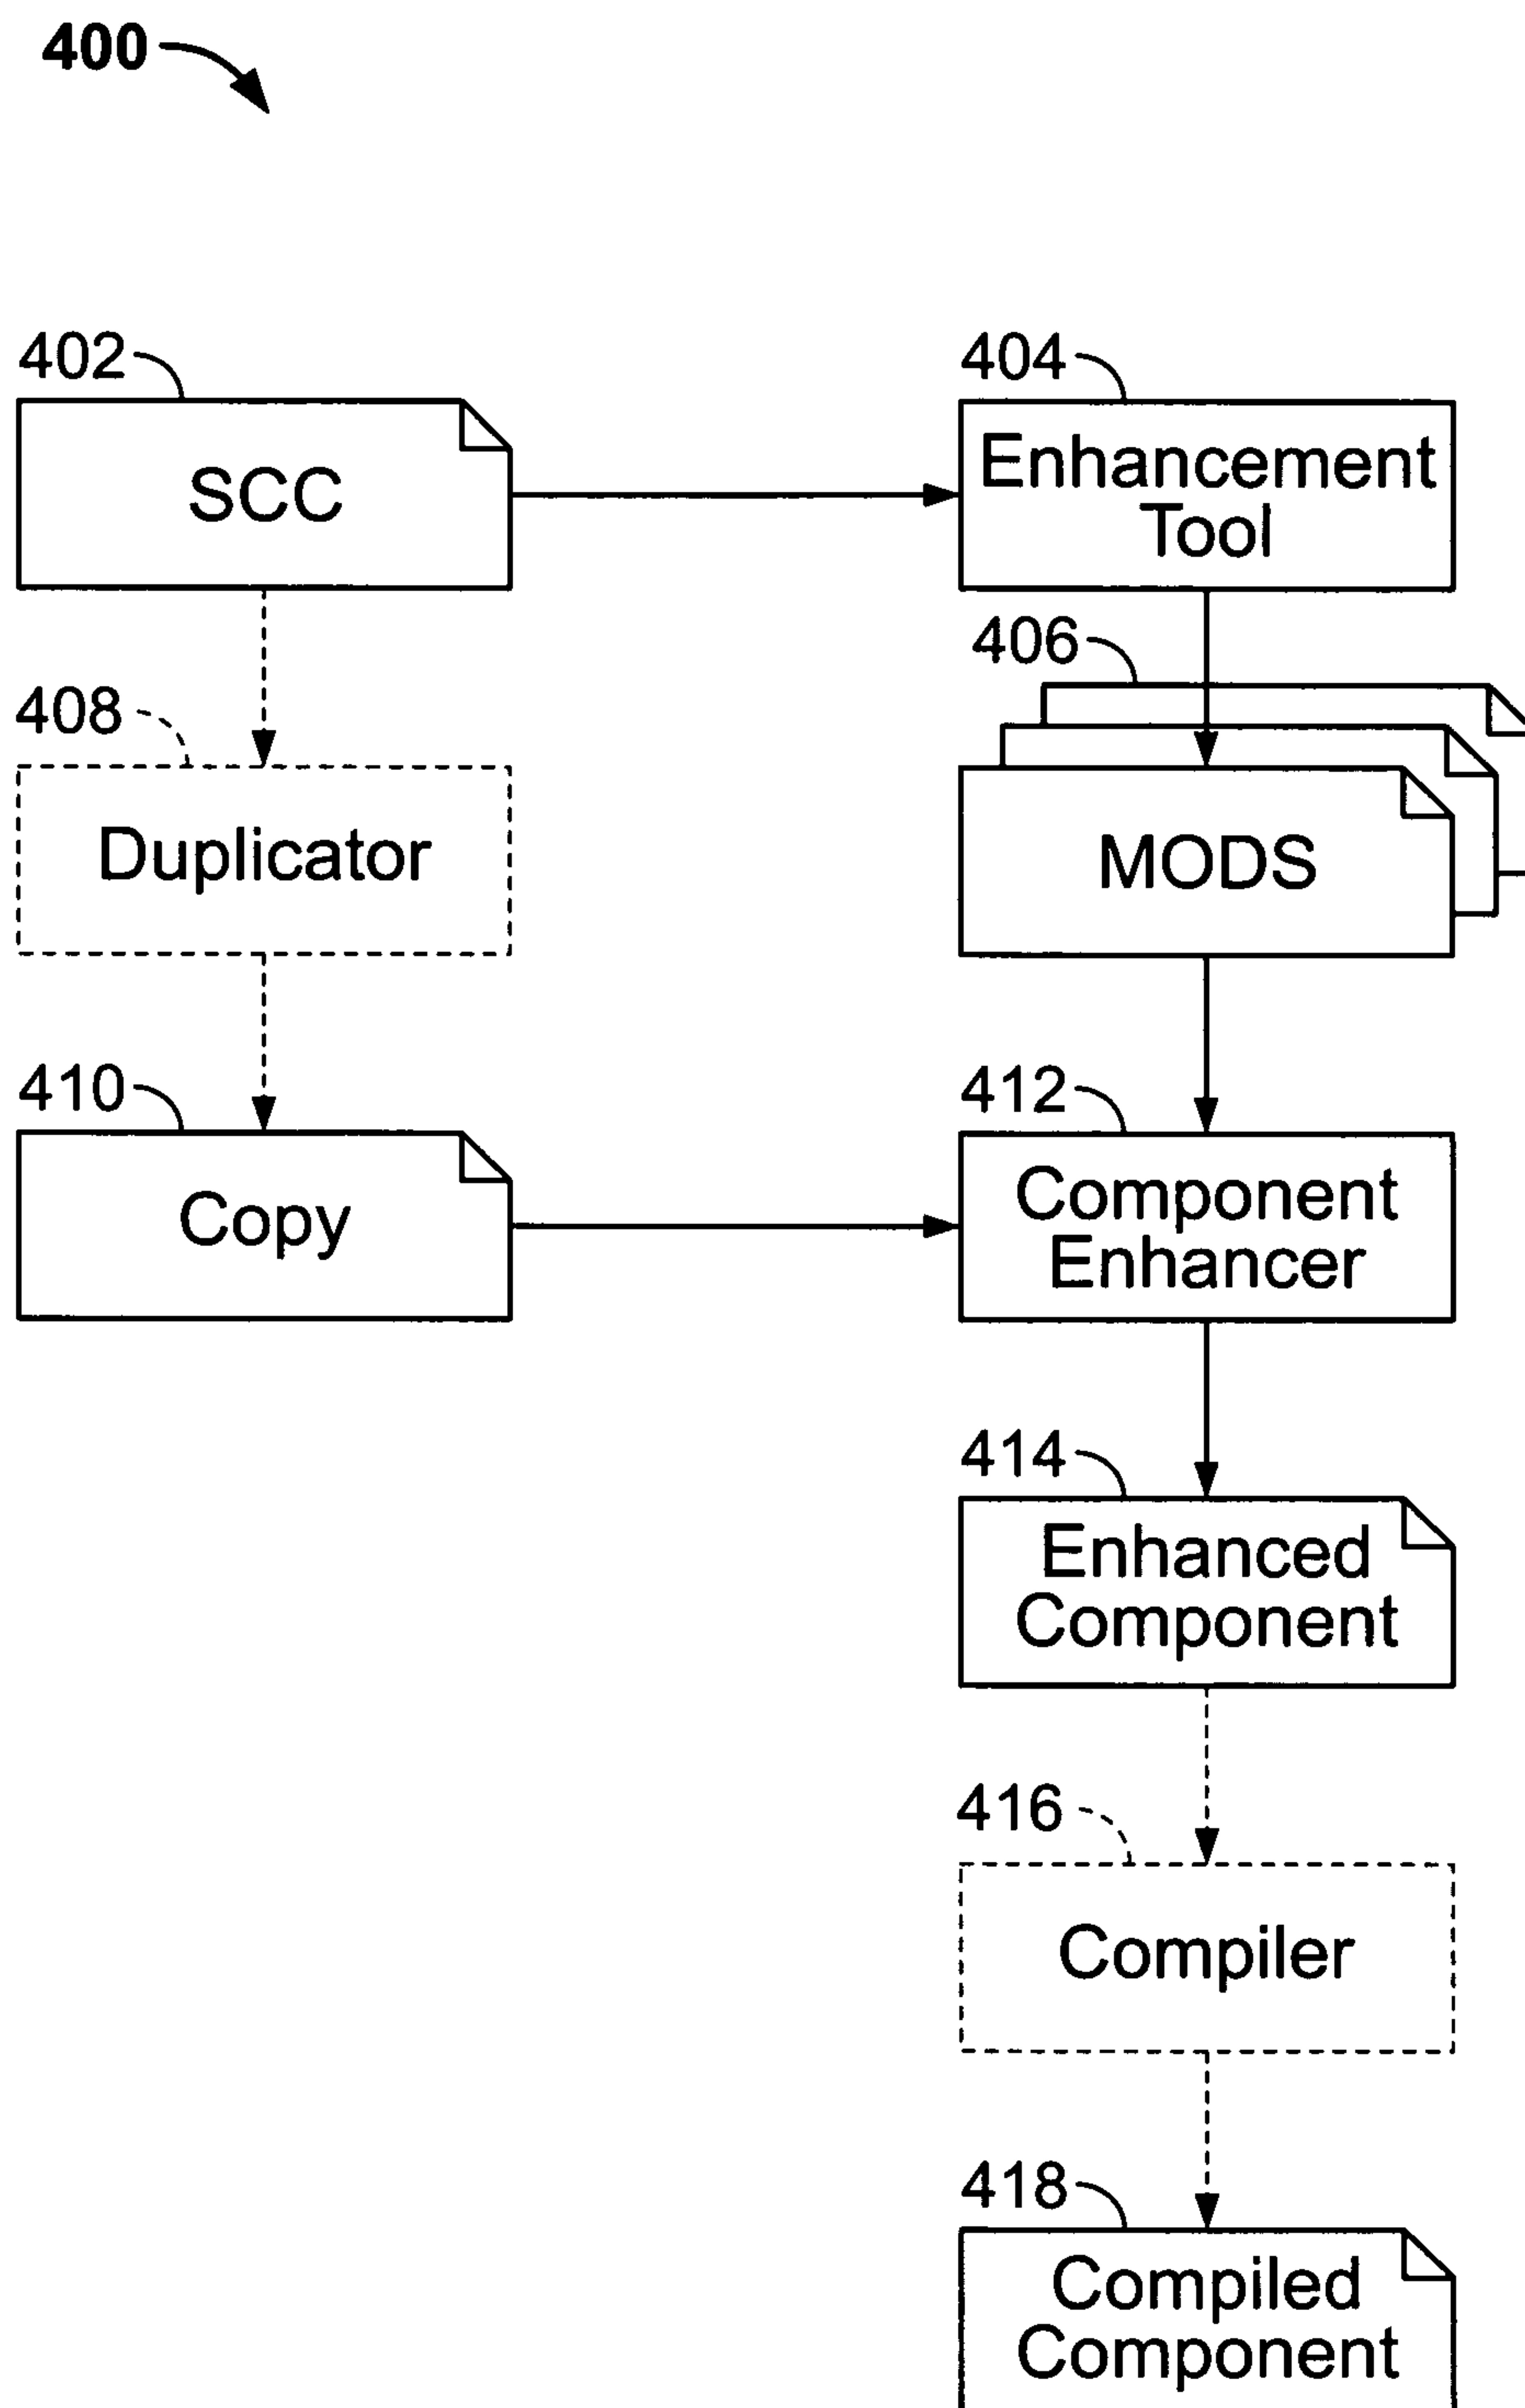 400
402
SCC
404
Enhancement
Tool
406
MODS
408
Duplicator
410
Copy
412
Component
Enhancer
414
Enhanced
Component
416
Compiler
418
Compiled
Component